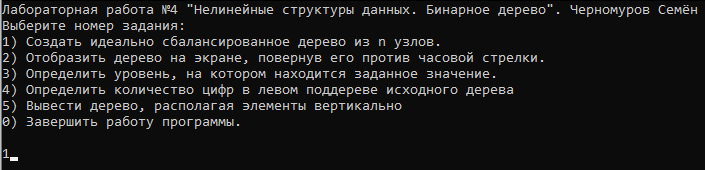 Лабораторная работа №4 "Нелинейные структуры данных. Бинарное дерево". Черномуров Семён
Выберите номер задания:
1) Создать идеально сбалансированное дерево из n узлов.
2) Отобразить дерево на экране, повернув его против часовой стрелки.
3) Определить уровень, на котором находится заданное значение.
4) Определить количество цифр в левом поддереве исходного дерева
5) Вывести дерево, располагая элементы вертикально
0) Завершить работу программы.
1